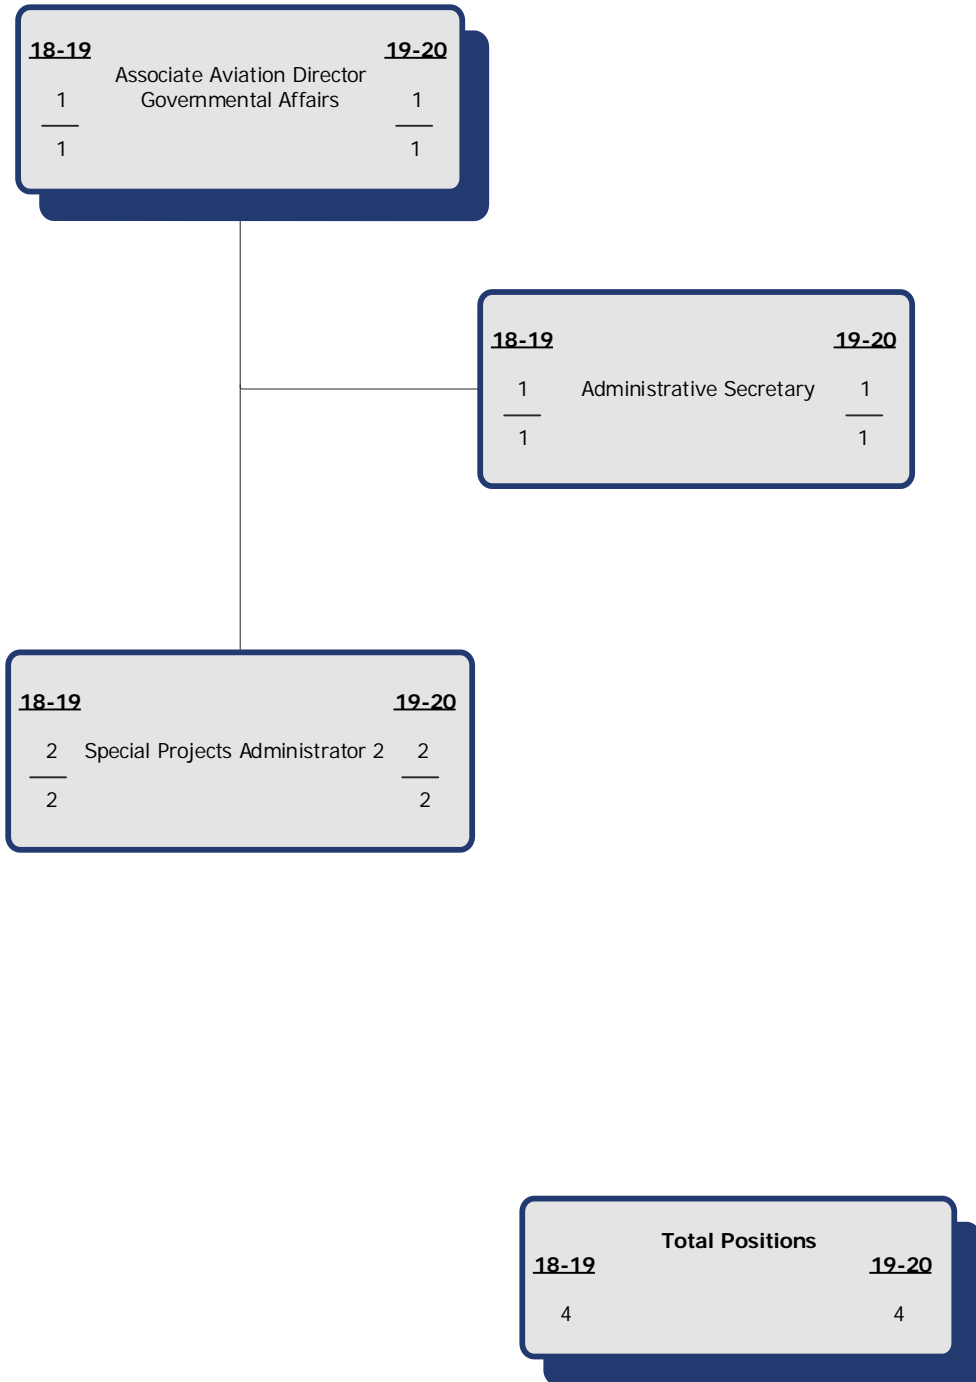 18-19 19-20
Associate Aviation Director
1 Governmental Affairs 1
1 1
18-19 19-20
1 Administrative Secretary 1
1 1
18-19 19-20
2 Special Projects Administrator 2 2
2 2
Total Positions
18-19 19-20
4 4